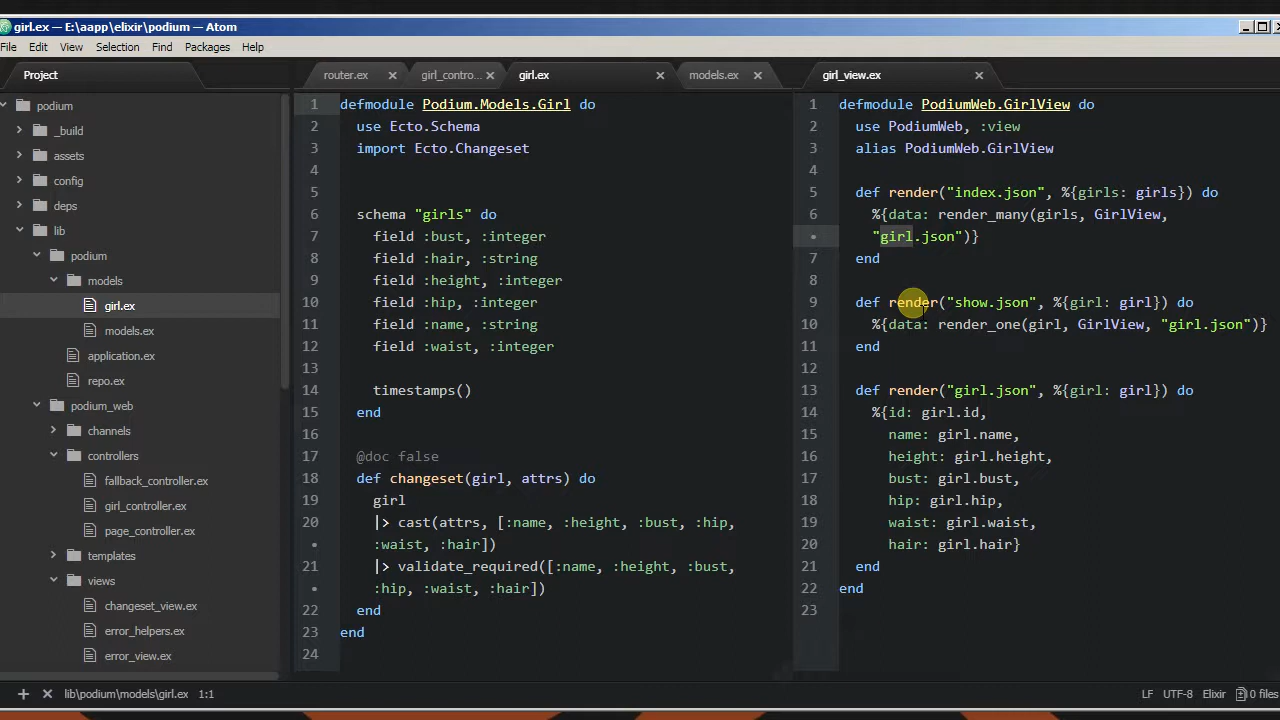 girl.ex — E:\aapp\elixir\podium — Atom
File Edit View Selection Find Packages Help
Project
podium
_build
assets
config
deps
lib
podium
models
girl.ex
models.ex
application.ex
repo.ex
podium_web
channels
controllers
fallback_controller.ex
girl_controller.ex
page_controller.ex
templates
views
changeset_view.ex
error_helpers.ex
error_view.ex
router.ex girl_contro... girl.ex models.ex
1 defmodule Podium.Models.Girl do
2 use Ecto.Schema
3 import Ecto.Changeset
4
5
6 schema "girls" do
7 field :bust, :integer
8 field :hair, :string
9 field :height, :integer
10 field :hip, :integer
11 field :name, :string
12 field :waist, :integer
13
14 timestamps()
15 end
16
17 @doc false
18 def changeset(girl, attrs) do
19 girl
20 |> cast(attrs, [:name, :height, :bust, :hip,
• :waist, :hair])
21 |> validate_required([:name, :height, :bust,
• :hip, :waist, :hair])
22 end
23 end
24
girl_view.ex
1 defmodule PodiumWeb.GirlView do
2 use PodiumWeb, :view
3 alias PodiumWeb.GirlView
4
5 def render("index.json", %{girls: girls}) do
6 %{data: render_many(girls, GirlView,
• "girl.json")}
7 end
8
9 def render("show.json", %{girl: girl}) do
10 %{data: render_one(girl, GirlView, "girl.json")}
11 end
12
13 def render("girl.json", %{girl: girl}) do
14 %{id: girl.id,
15 name: girl.name,
16 height: girl.height,
17 bust: girl.bust,
18 hip: girl.hip,
19 waist: girl.waist,
20 hair: girl.hair}
21 end
22 end
23
lib\podium\models\girl.ex 1:1 LF UTF-8 Elixir 0 files